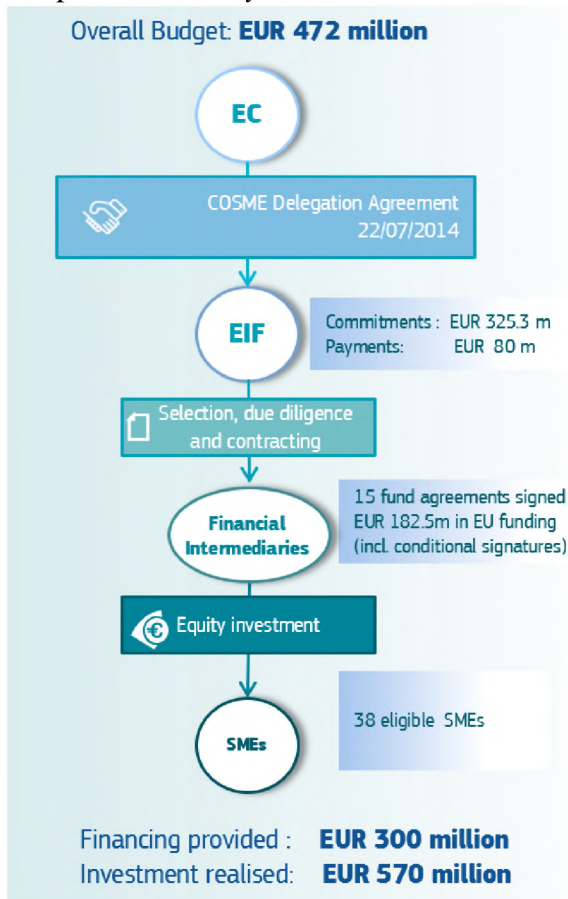 Overall Budget: EUR 472 million
EC
COSME Delegation Agreement
22/07/2014
EIF
Commitments : EUR 325.3 m
Payments: EUR 80 m
Selection, due diligence
and contracting
Financial
Intermediaries
15 fund agreements signed
EUR 182.5m in EU funding
(incl. conditional signatures)
Equity investment
SMEs
38 eligible SMEs
Financing provided : EUR 300 million
Investment realised: EUR 570 million